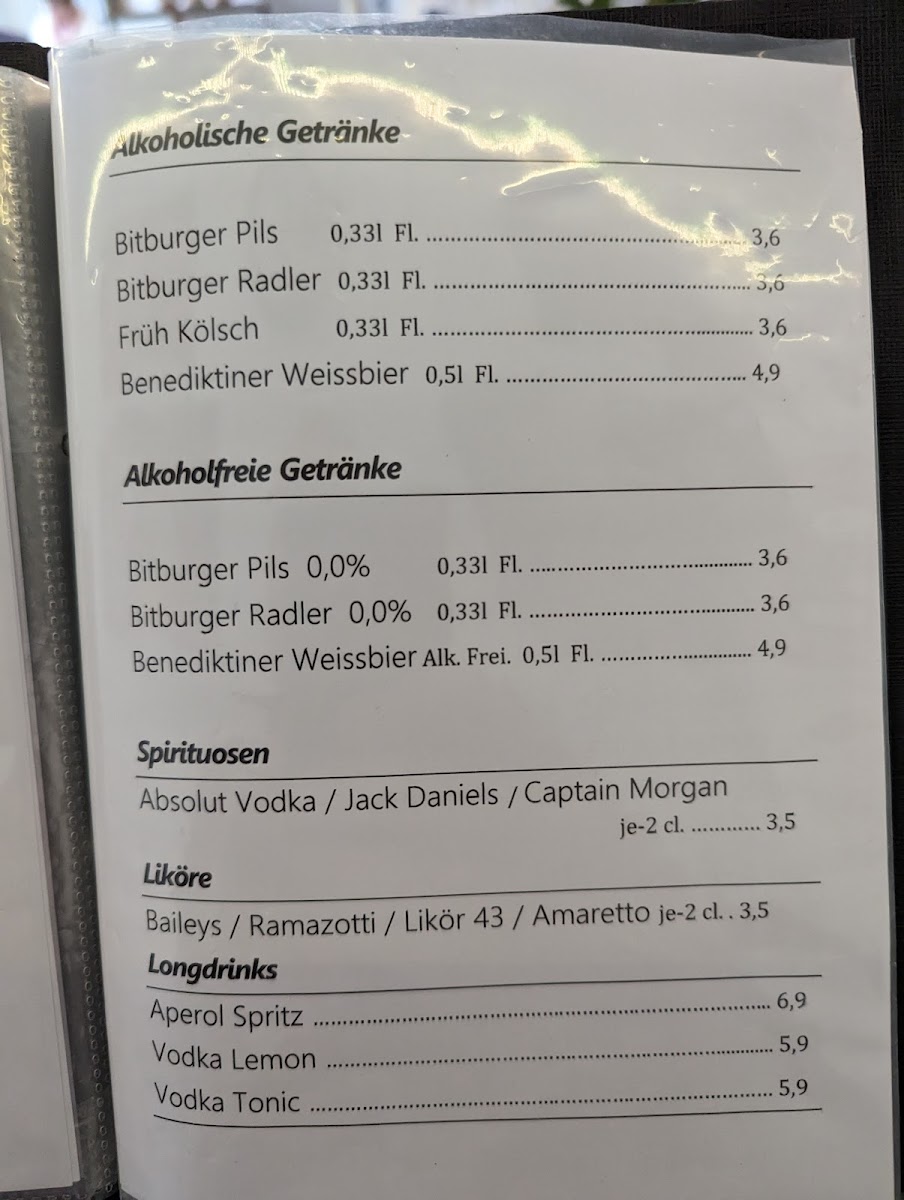 Alkoholische Getränke
Bitburger Pils 0,33l Fl. ........................................................ 3,6
Bitburger Radler 0,33l Fl. ........................................................ 3,6
Früh Kölsch 0,33l Fl. ........................................................ 3,6
Benediktiner Weissbier 0,5l Fl. .......................................... 4,9
Alkoholfreie Getränke
Bitburger Pils 0,0% 0,33l Fl. ........................................ 3,6
Bitburger Radler 0,0% 0,33l Fl. ........................................ 3,6
Benediktiner Weissbier Alk. Frei. 0,5l Fl. ........................... 4,9
Spirituosen
Absolut Vodka / Jack Daniels / Captain Morgan
je-2 cl. ............ 3,5
Liköre
Baileys / Ramazotti / Likör 43 / Amaretto je-2 cl. . 3,5
Longdrinks
Aperol Spritz ................................................................................ 6,9
Vodka Lemon .............................................................................. 5,9
Vodka Tonic ................................................................................ 5,9